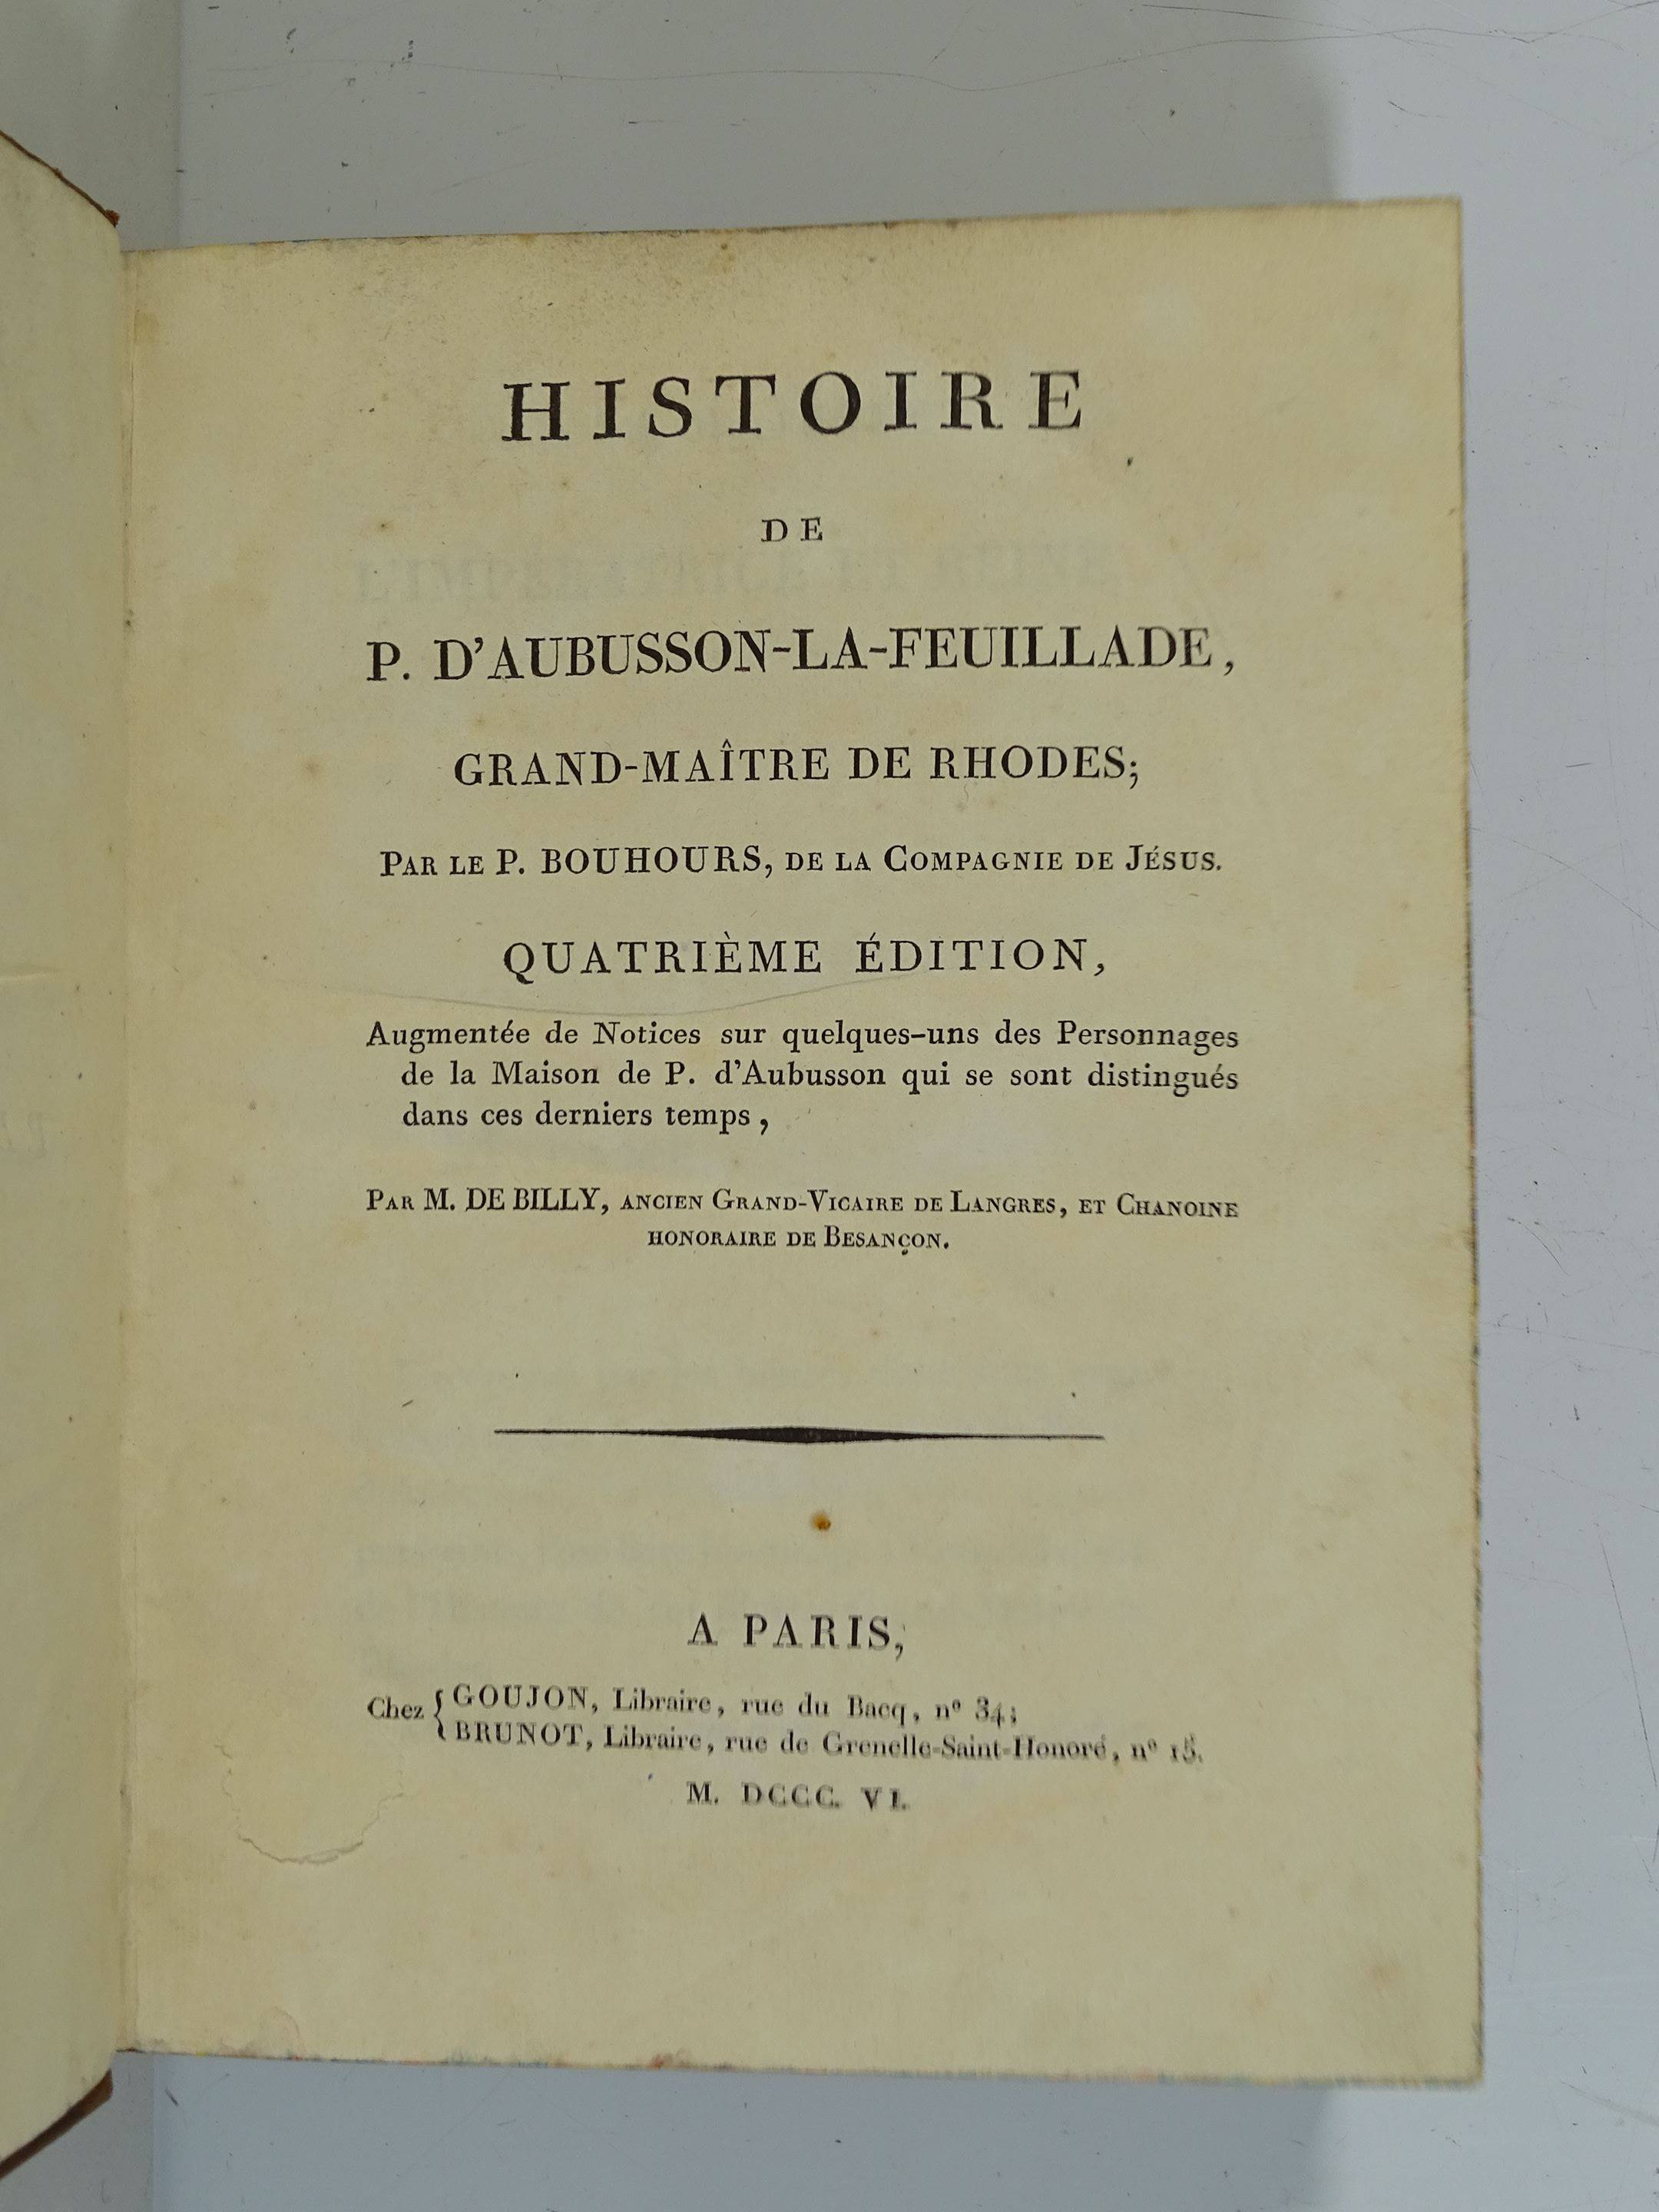 HISTOIRE
DE
P. D'AUBUSSON-LA-FEUILLADE,
GRAND-MAÎTRE DE RHODES;
PAR LE P. BOUHOURS, DE LA COMPAGNIE DE JÉSUS.
QUATRIÈME ÉDITION,
Augmentée de Notices sur quelques-uns des Personnages
de la Maison de P. d'Aubusson qui se sont distingués
dans ces derniers temps,
PAR M. DE BILLY, ANCIEN GRAND-VICAIRE DE LANGRES, ET CHANOINE
HONORAIRE DE BESANÇON.
A PARIS,
Chez { GOUJON, Libraire, rue du Bacq, nº 34;
BRUNOT, Libraire, rue de Grenelle-Saint-Honoré, nº 15.
M. DCCC. VI.